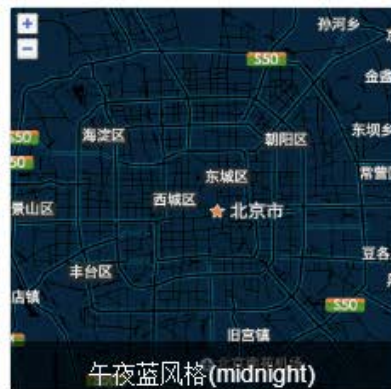 +
孙河乡
S50
金盏
海淀区
朝阳区
东坝乡
S50
东城区
常营
景山区
西城区
北京市
豆各
丰台区
店镇
S50
旧宫镇
午夜蓝风格(midnight)